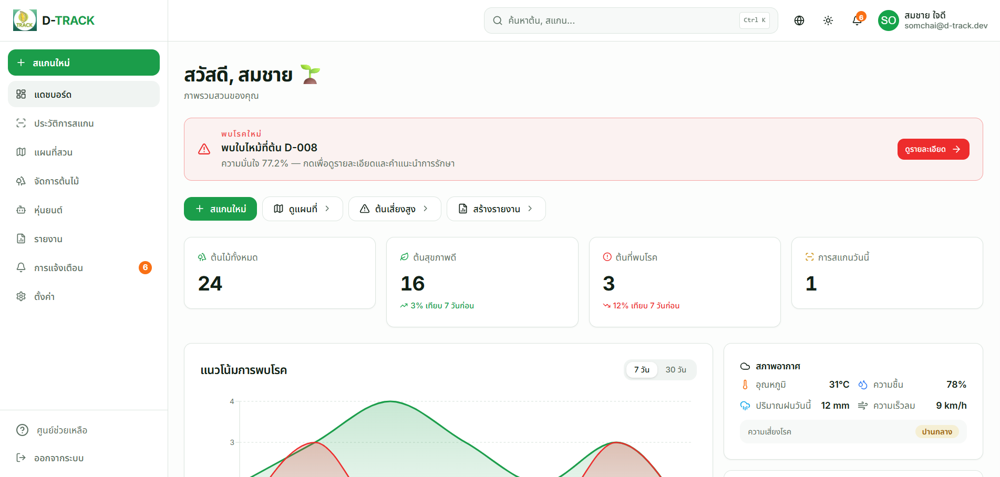 TRACK
D-TRACK
ค้นหาต้น, สแกน...
Ctrl K
6
SO
สมชาย ใจดี
somchai@d-track.dev
สแกนใหม่
แดชบอร์ด
ประวัติการสแกน
แผนที่สวน
จัดการต้นไม้
หุ่นยนต์
รายงาน
การแจ้งเตือน
6
ตั้งค่า
ศูนย์ช่วยเหลือ
ออกจากระบบ
สวัสดี, สมชาย
ภาพรวมสวนของคุณ
พบโรคใหม่
พบใบไหม้ที่ต้น D-008
ความมั่นใจ 77.2% — กดเพื่อดูรายละเอียดและคำแนะนำการรักษา
ดูรายละเอียด
สแกนใหม่
ดูแผนที่
ต้นเสี่ยงสูง
สร้างรายงาน
ต้นไม้ทั้งหมด
24
ต้นสุขภาพดี
16
3% เทียบ 7 วันก่อน
ต้นที่พบโรค
3
12% เทียบ 7 วันก่อน
การสแกนวันนี้
1
แนวโน้มการพบโรค
7 วัน
30 วัน
4
3
สภาพอากาศ
อุณหภูมิ 31°C
ความชื้น 78%
ปริมาณฝนวันนี้ 12 mm
ความเร็วลม 9 km/h
ความเสี่ยงโรค
ปานกลาง